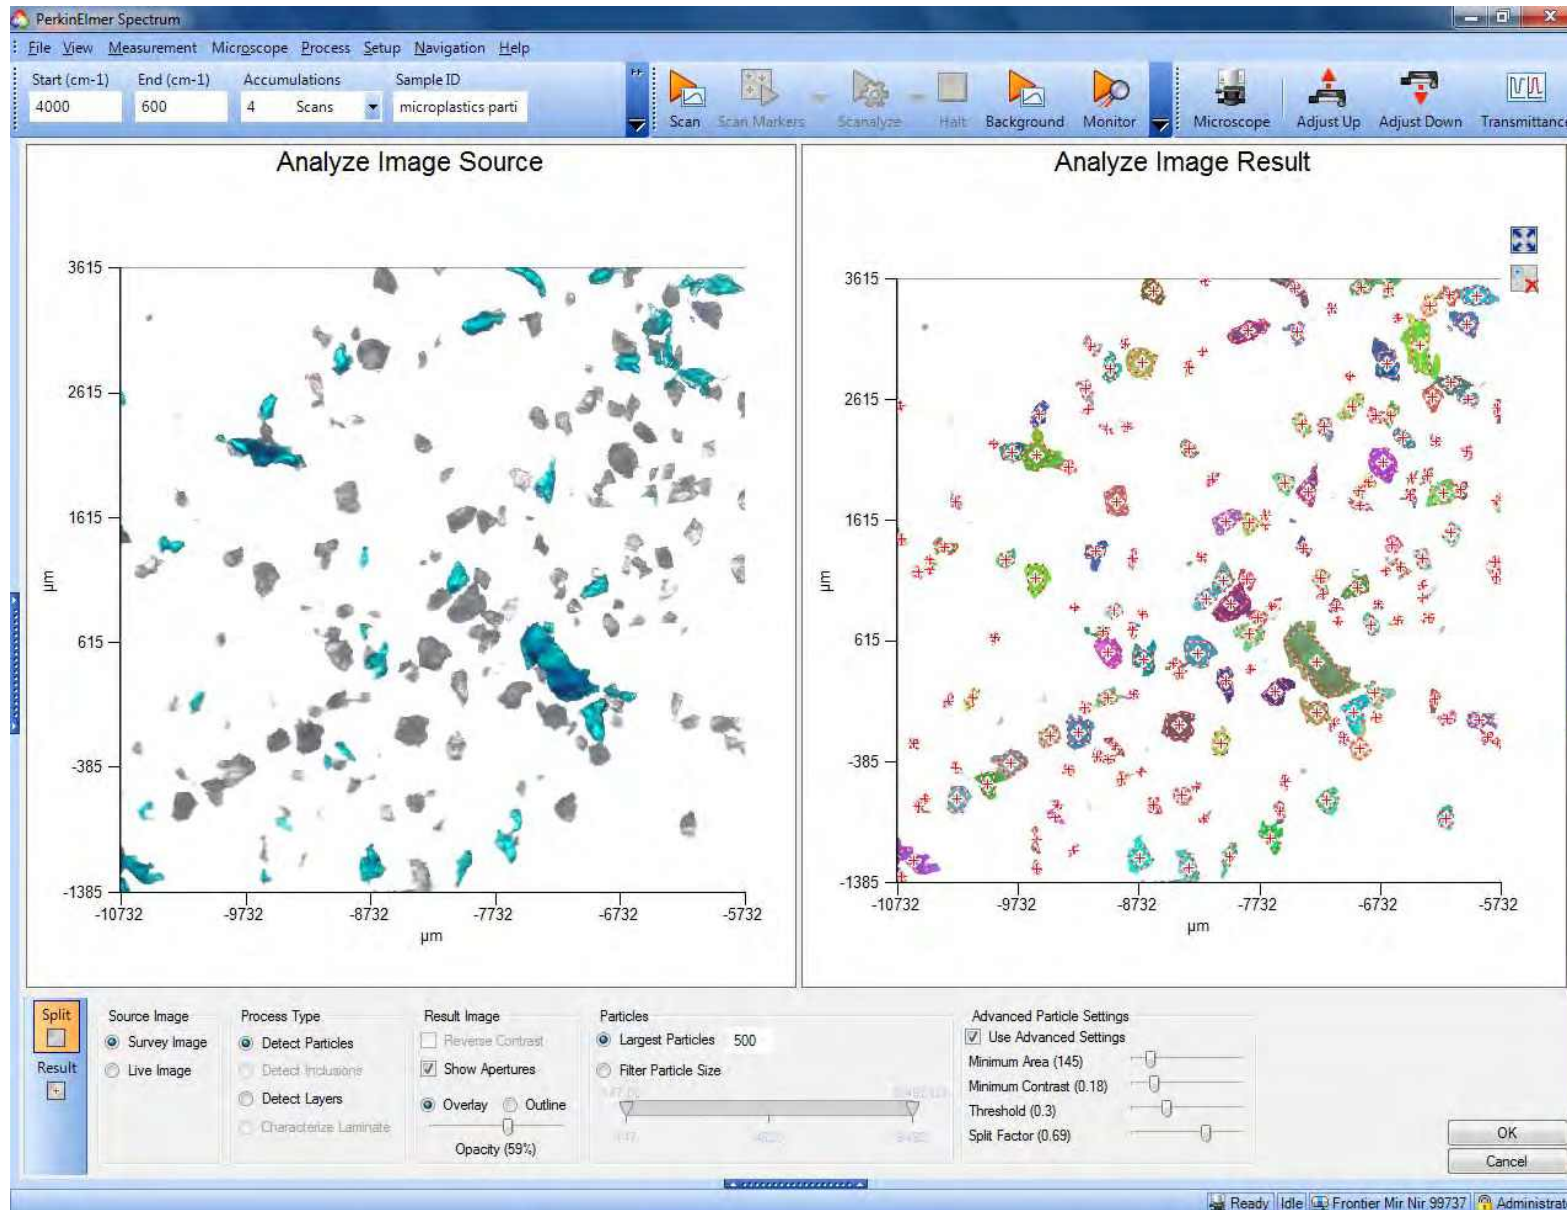 PerkinElmer Spectrum
File View Measurement Microscope Process Setup Navigation Help
Start (cm-1) End (cm-1) Accumulations Sample ID
4000 600 4 Scans microplastics parti
Scan Scan Markers Scanalyze Halt Background Monitor Microscope Adjust Up Adjust Down Transmittance
Analyze Image Source
3615
2615
1615
615
-385
-1385
µm
-10732 -9732 -8732 -7732 -6732 -5732
µm
Analyze Image Result
3615
2615
1615
615
-385
-1385
µm
-10732 -9732 -8732 -7732 -6732 -5732
µm
Split
Result
Source Image
Survey Image
Live Image
Process Type
Detect Particles
Detect Inclusions
Detect Layers
Characterize Laminate
Result Image
Reverse Contrast
Show Apertures
Overlay Outline
Opacity (59%)
Particles
Largest Particles 500
Filter Particle Size
Advanced Particle Settings
Use Advanced Settings
Minimum Area (145)
Minimum Contrast (0.18)
Threshold (0.3)
Split Factor (0.69)
OK
Cancel
Ready Idle Frontier Mir Nir 99737 Administrat